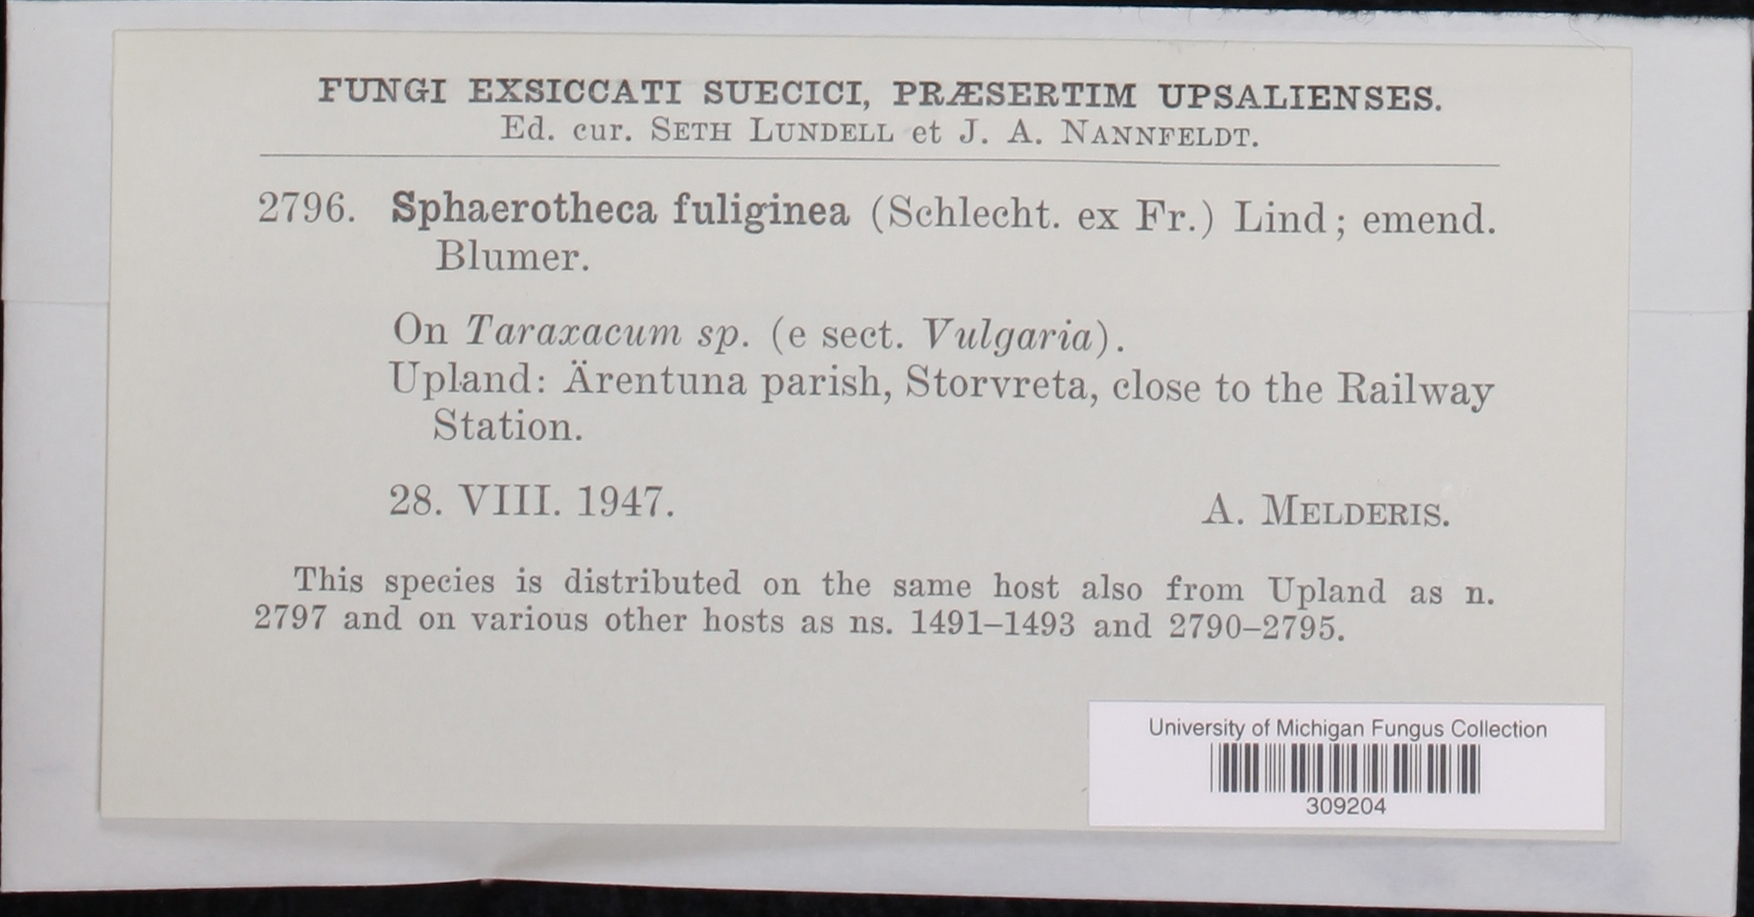 FUNGI EXSICCATI SUECICI, PRÆSERTIM UPSALIENSES.
Ed. cur. SETH LUNDELL et J. A. NANNFELDT.
2796. Sphaerotheca fuliginea (Schlecht. ex Fr.) Lind; emend.
Blumer.
On Taraxacum sp. (e sect. Vulgaria).
Upland: Ärentuna parish, Storvreta, close to the Railway
Station.
28. VIII. 1947. A. MELDERIS.
This species is distributed on the same host also from Upland as n.
2797 and on various other hosts as ns. 1491–1493 and 2790–2795.
University of Michigan Fungus Collection
309204